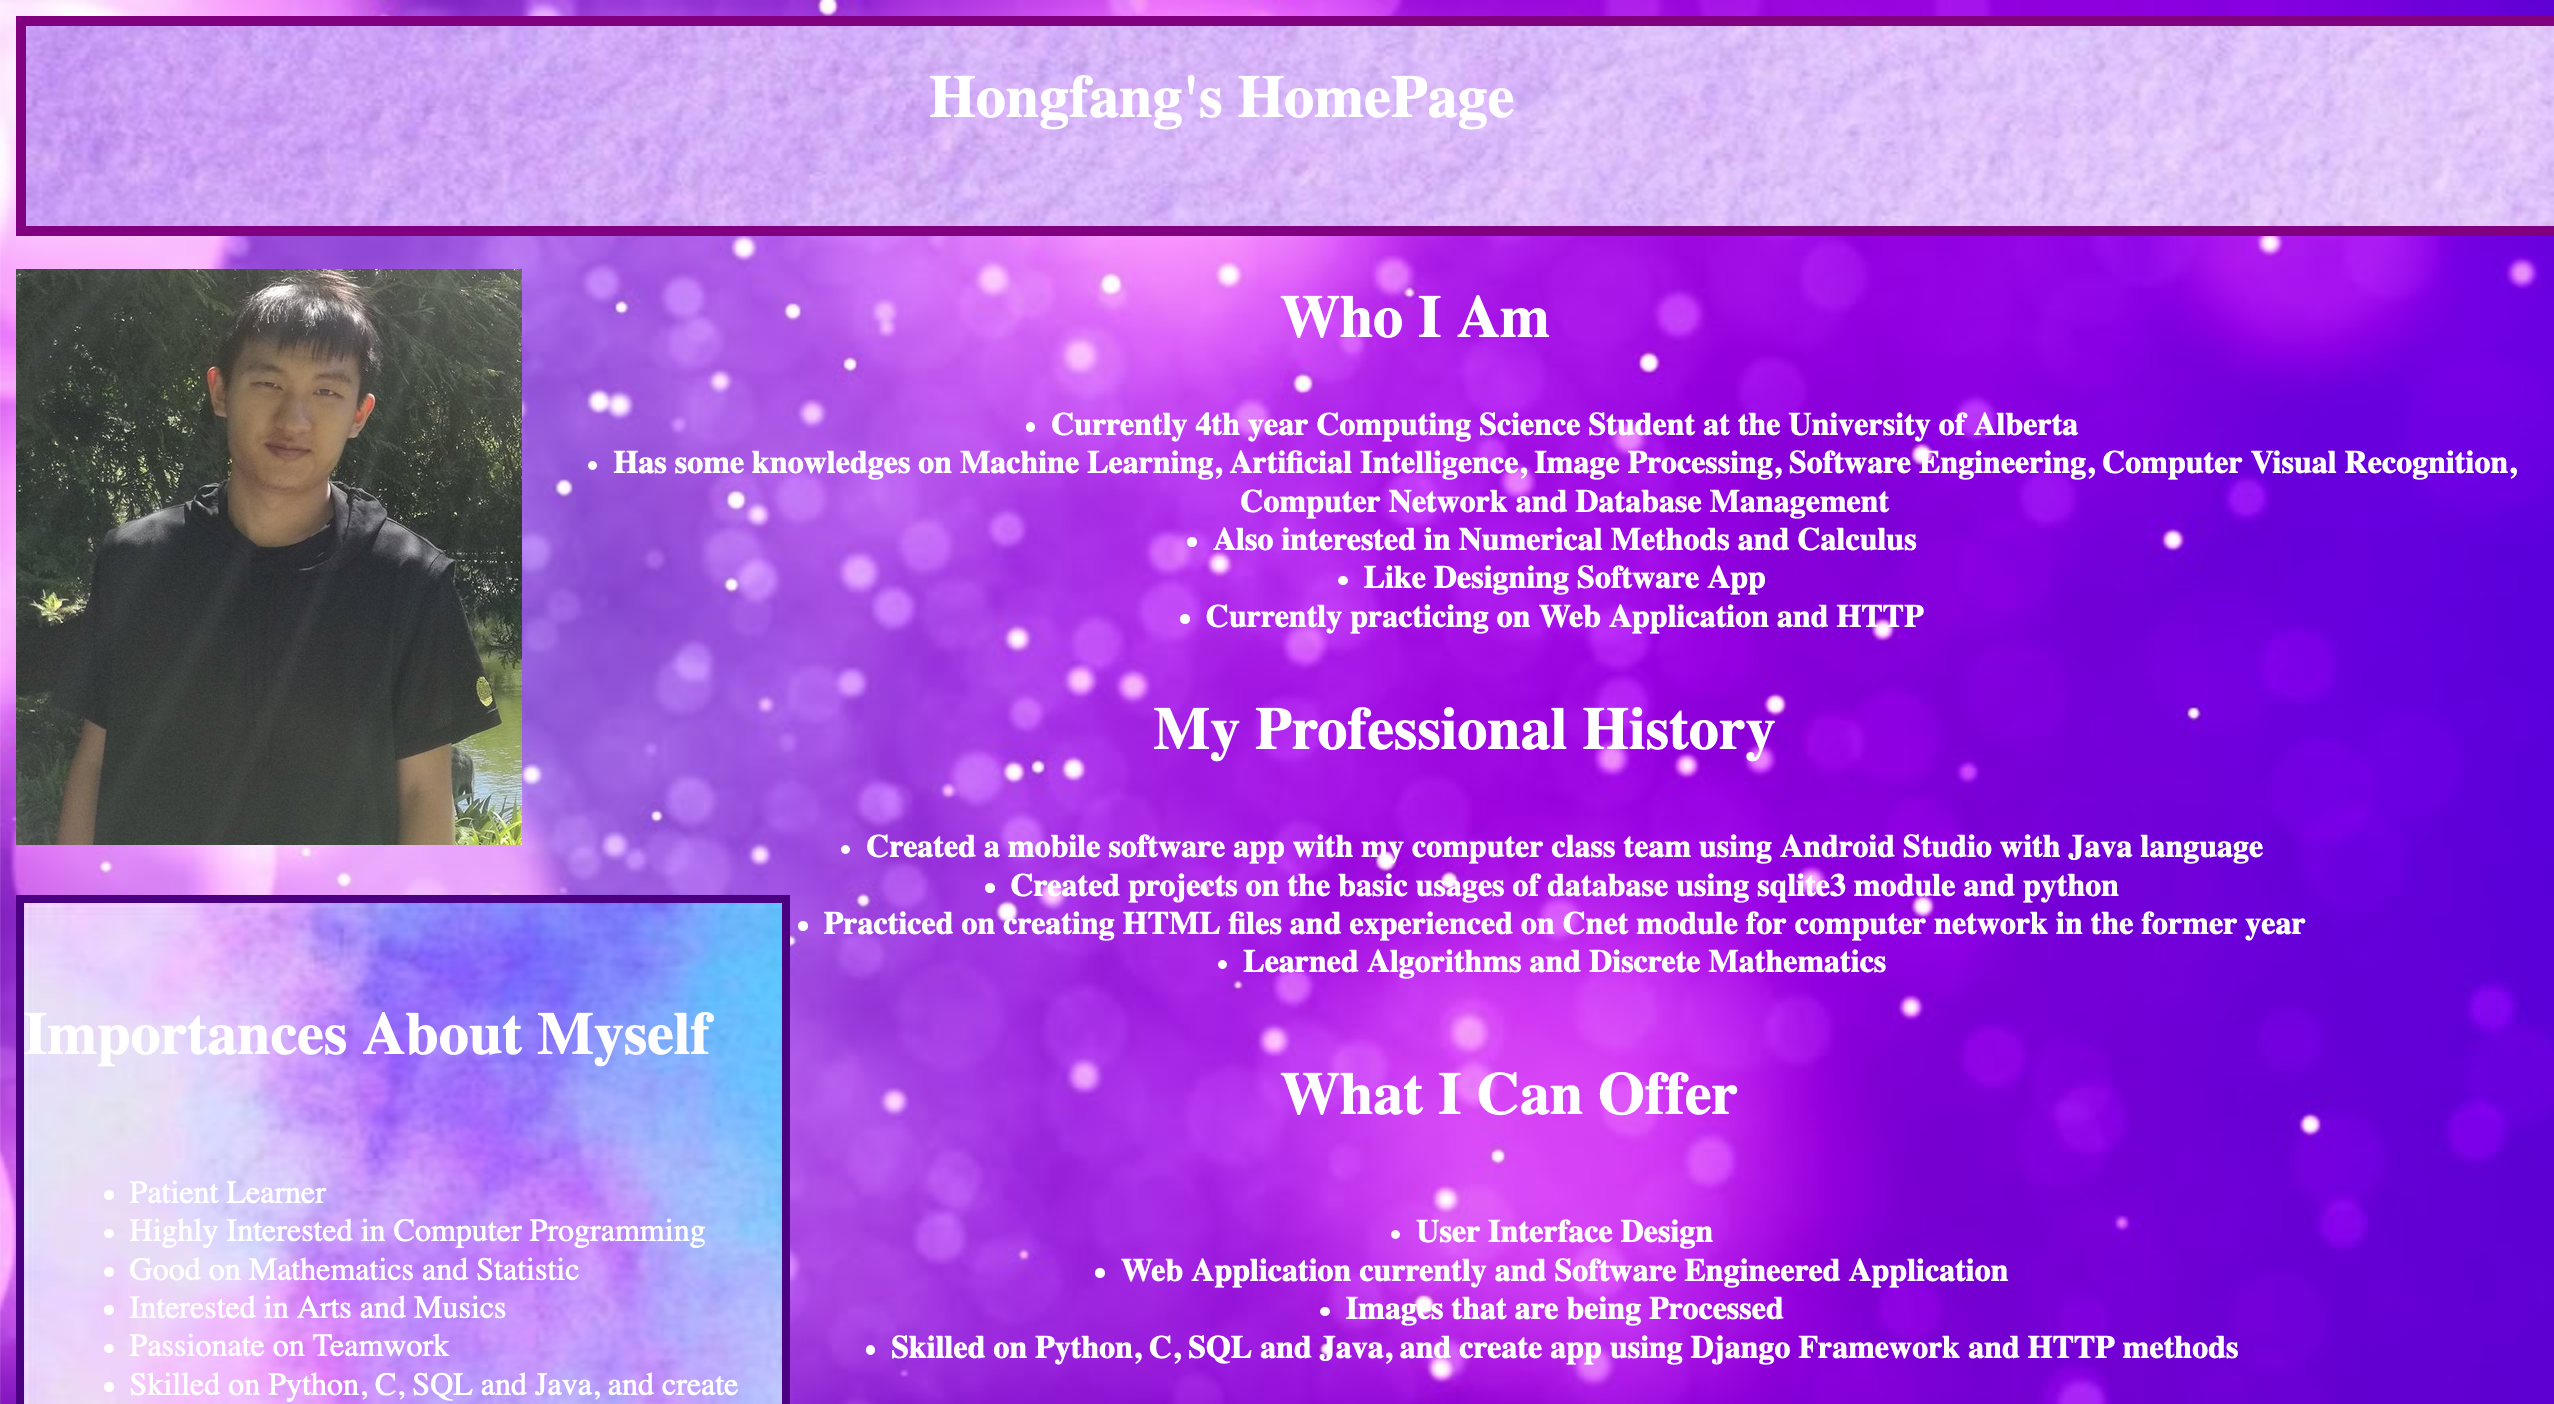 Hongfang's HomePage
Who I Am
• Currently 4th year Computing Science Student at the University of Alberta
• Has some knowledges on Machine Learning, Artificial Intelligence, Image Processing, Software Engineering, Computer Visual Recognition,
Computer Network and Database Management
• Also interested in Numerical Methods and Calculus
• Like Designing Software App
• Currently practicing on Web Application and HTTP
My Professional History
• Created a mobile software app with my computer class team using Android Studio with Java language
• Created projects on the basic usages of database using sqlite3 module and python
• Practiced on creating HTML files and experienced on Cnet module for computer network in the former year
• Learned Algorithms and Discrete Mathematics
What I Can Offer
• User Interface Design
• Web Application currently and Software Engineered Application
• Images that are being Processed
• Skilled on Python, C, SQL and Java, and create app using Django Framework and HTTP methods
Importances About Myself
• Patient Learner
• Highly Interested in Computer Programming
• Good on Mathematics and Statistic
• Interested in Arts and Musics
• Passionate on Teamwork
• Skilled on Python, C, SQL and Java, and create